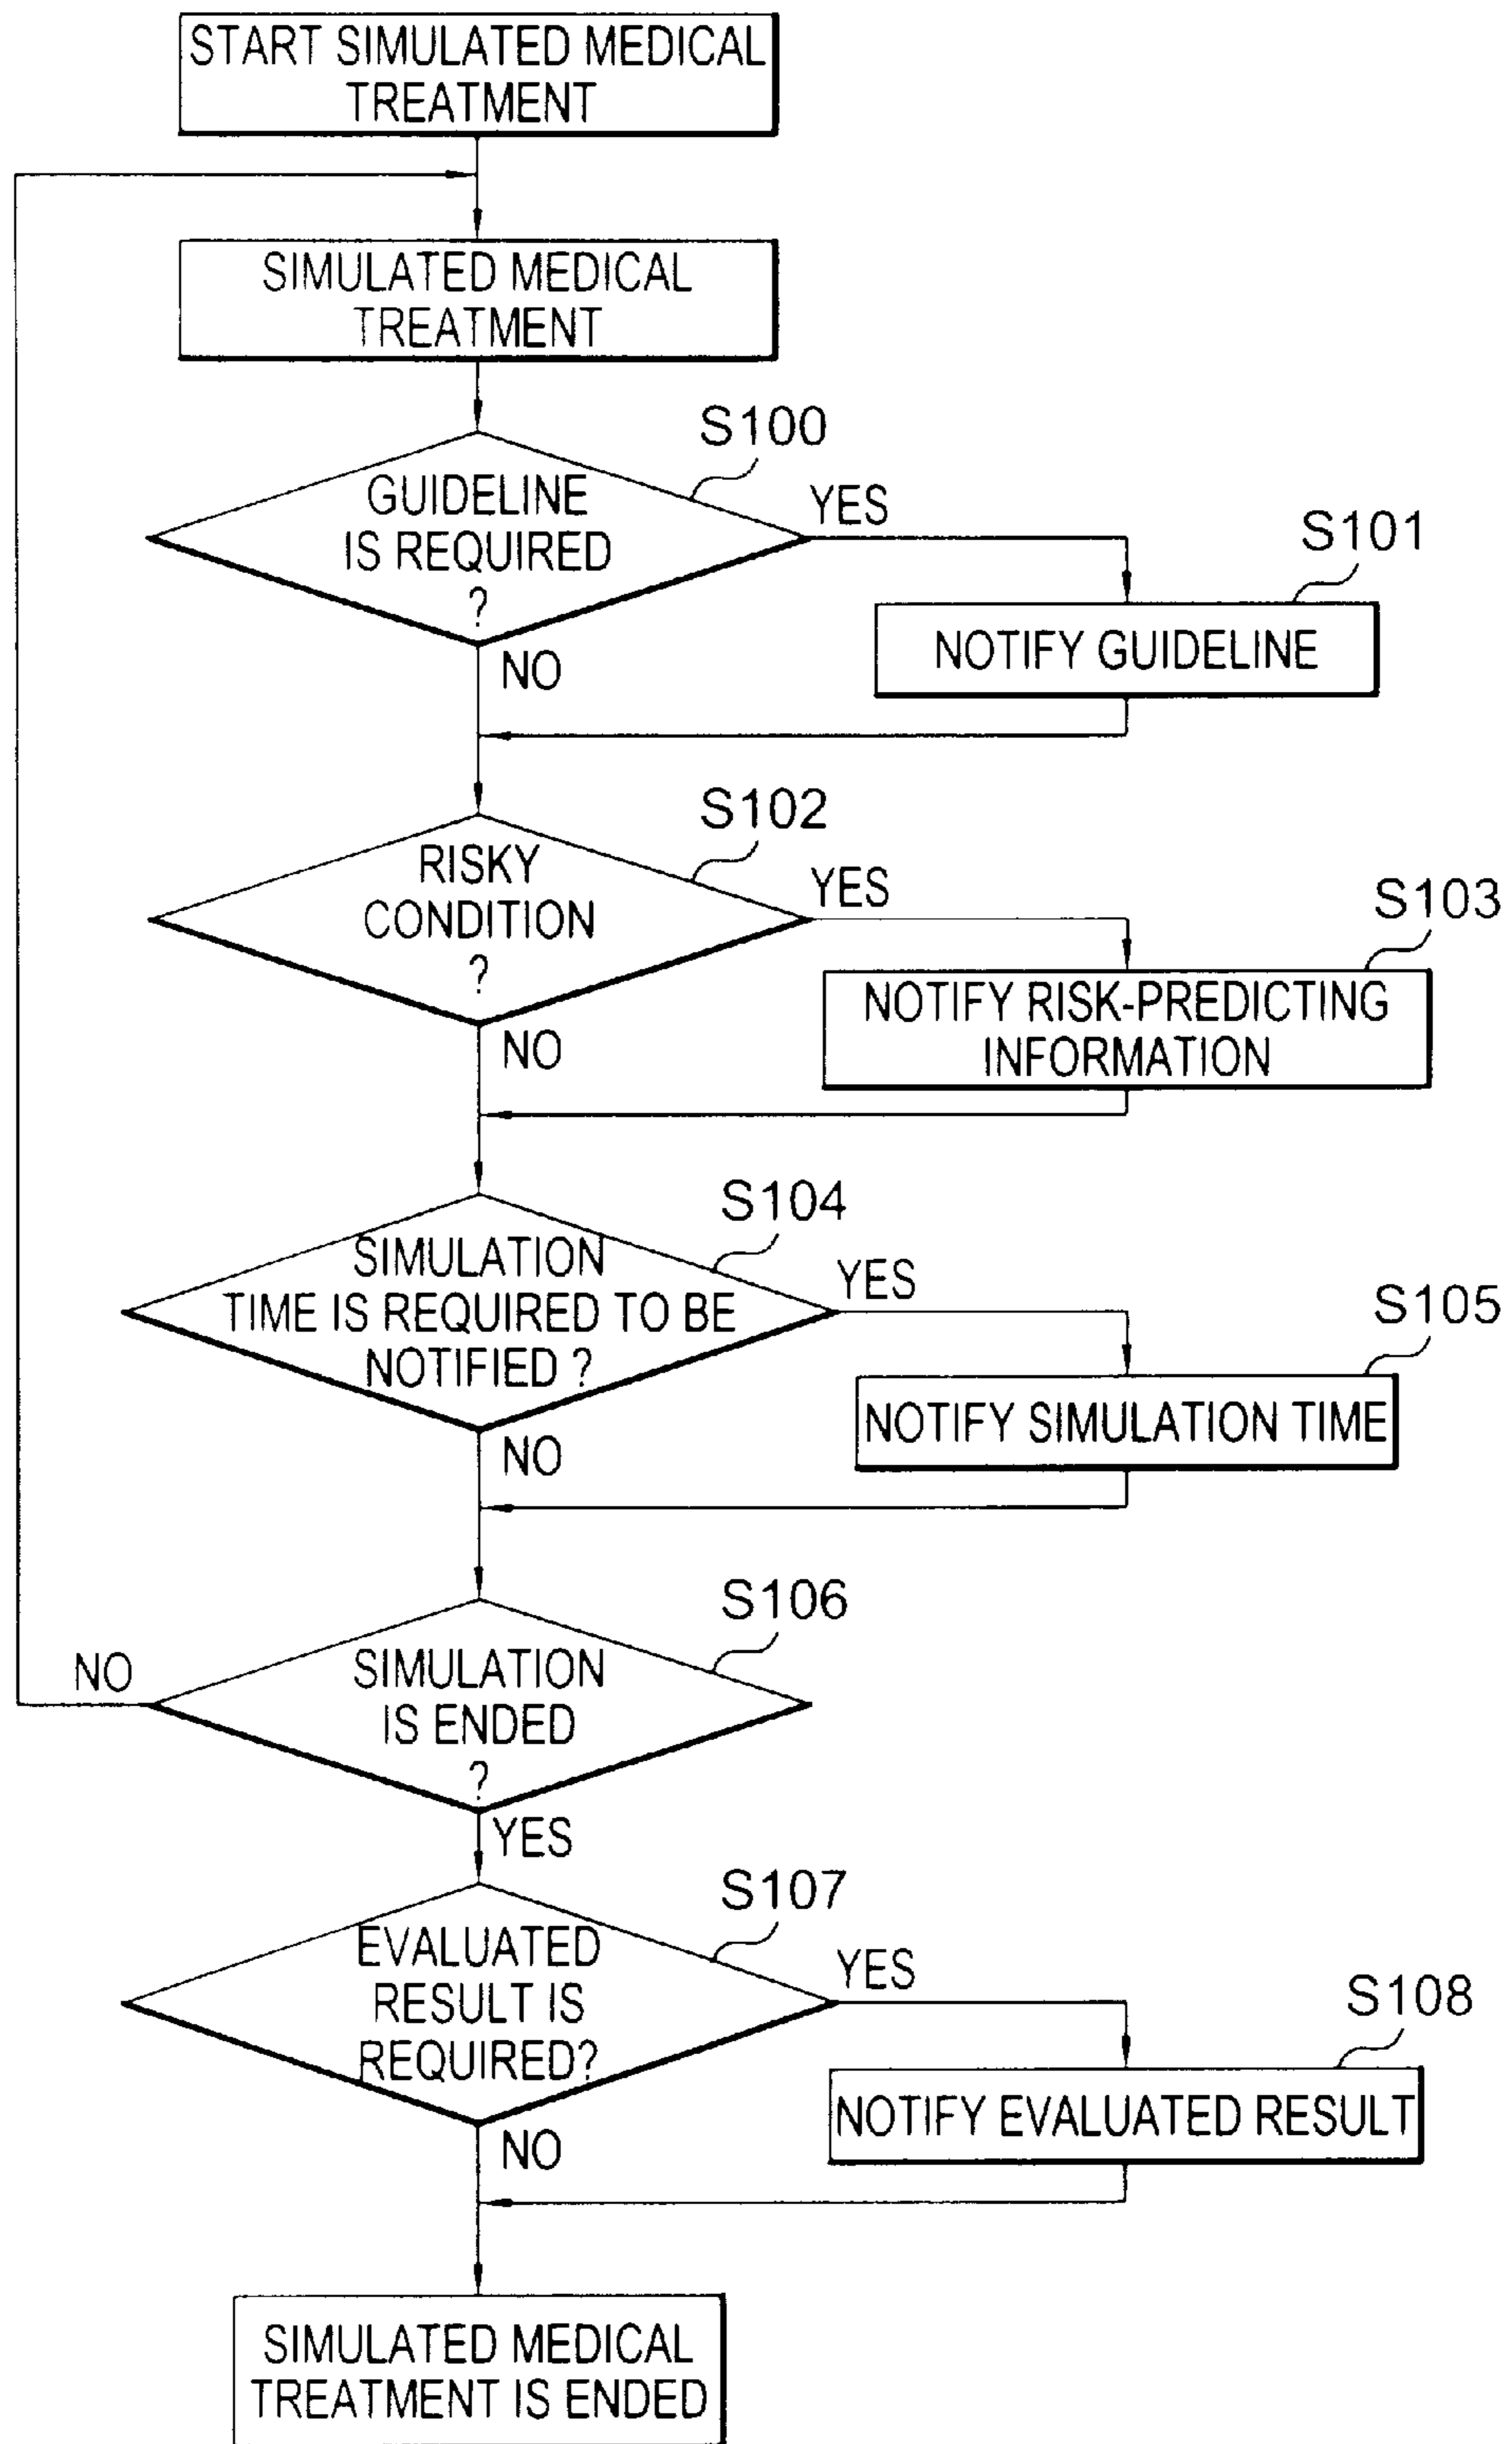 START SIMULATED MEDICAL
TREATMENT
SIMULATED MEDICAL
TREATMENT
S100
GUIDELINE
IS REQUIRED
?
YES
S101
NOTIFY GUIDELINE
NO
S102
RISKY
CONDITION
?
YES
S103
NOTIFY RISK-PREDICTING
INFORMATION
NO
S104
SIMULATION
TIME IS REQUIRED TO BE
NOTIFIED ?
YES
S105
NOTIFY SIMULATION TIME
NO
S106
SIMULATION
IS ENDED
?
NO
YES
S107
EVALUATED
RESULT IS
REQUIRED?
YES
S108
NOTIFY EVALUATED RESULT
NO
SIMULATED MEDICAL
TREATMENT IS ENDED